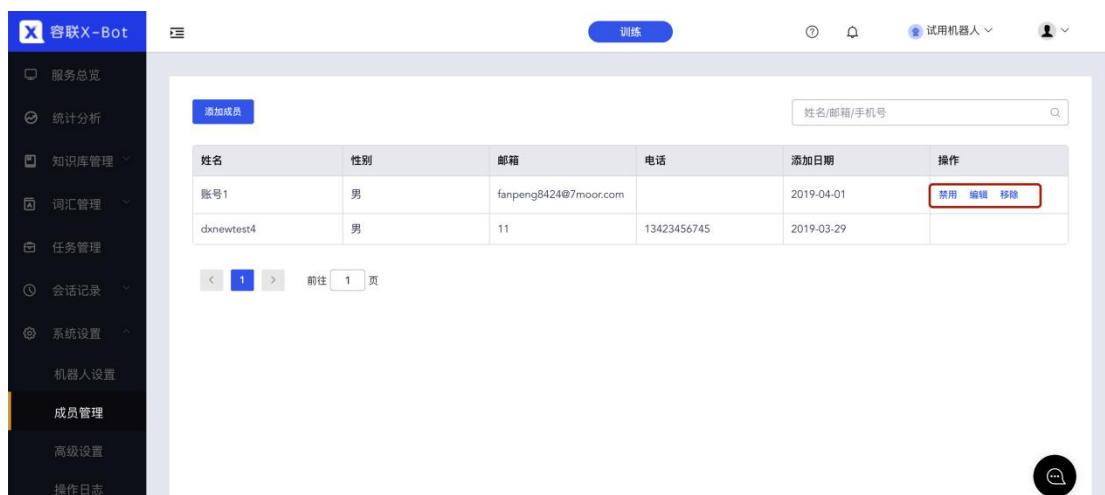 容联X-Bot
训练
试用机器人
服务总览
统计分析
知识库管理
词汇管理
任务管理
会话记录
系统设置
机器人设置
成员管理
高级设置
操作日志
添加成员
姓名/邮箱/手机号
姓名 性别 邮箱 电话 添加日期 操作
账号1 男 fanpeng8424@7moor.com 2019-04-01 禁用 编辑 移除
dxnewtest4 男 11 13423456745 2019-03-29
< 1 > 前往 1 页